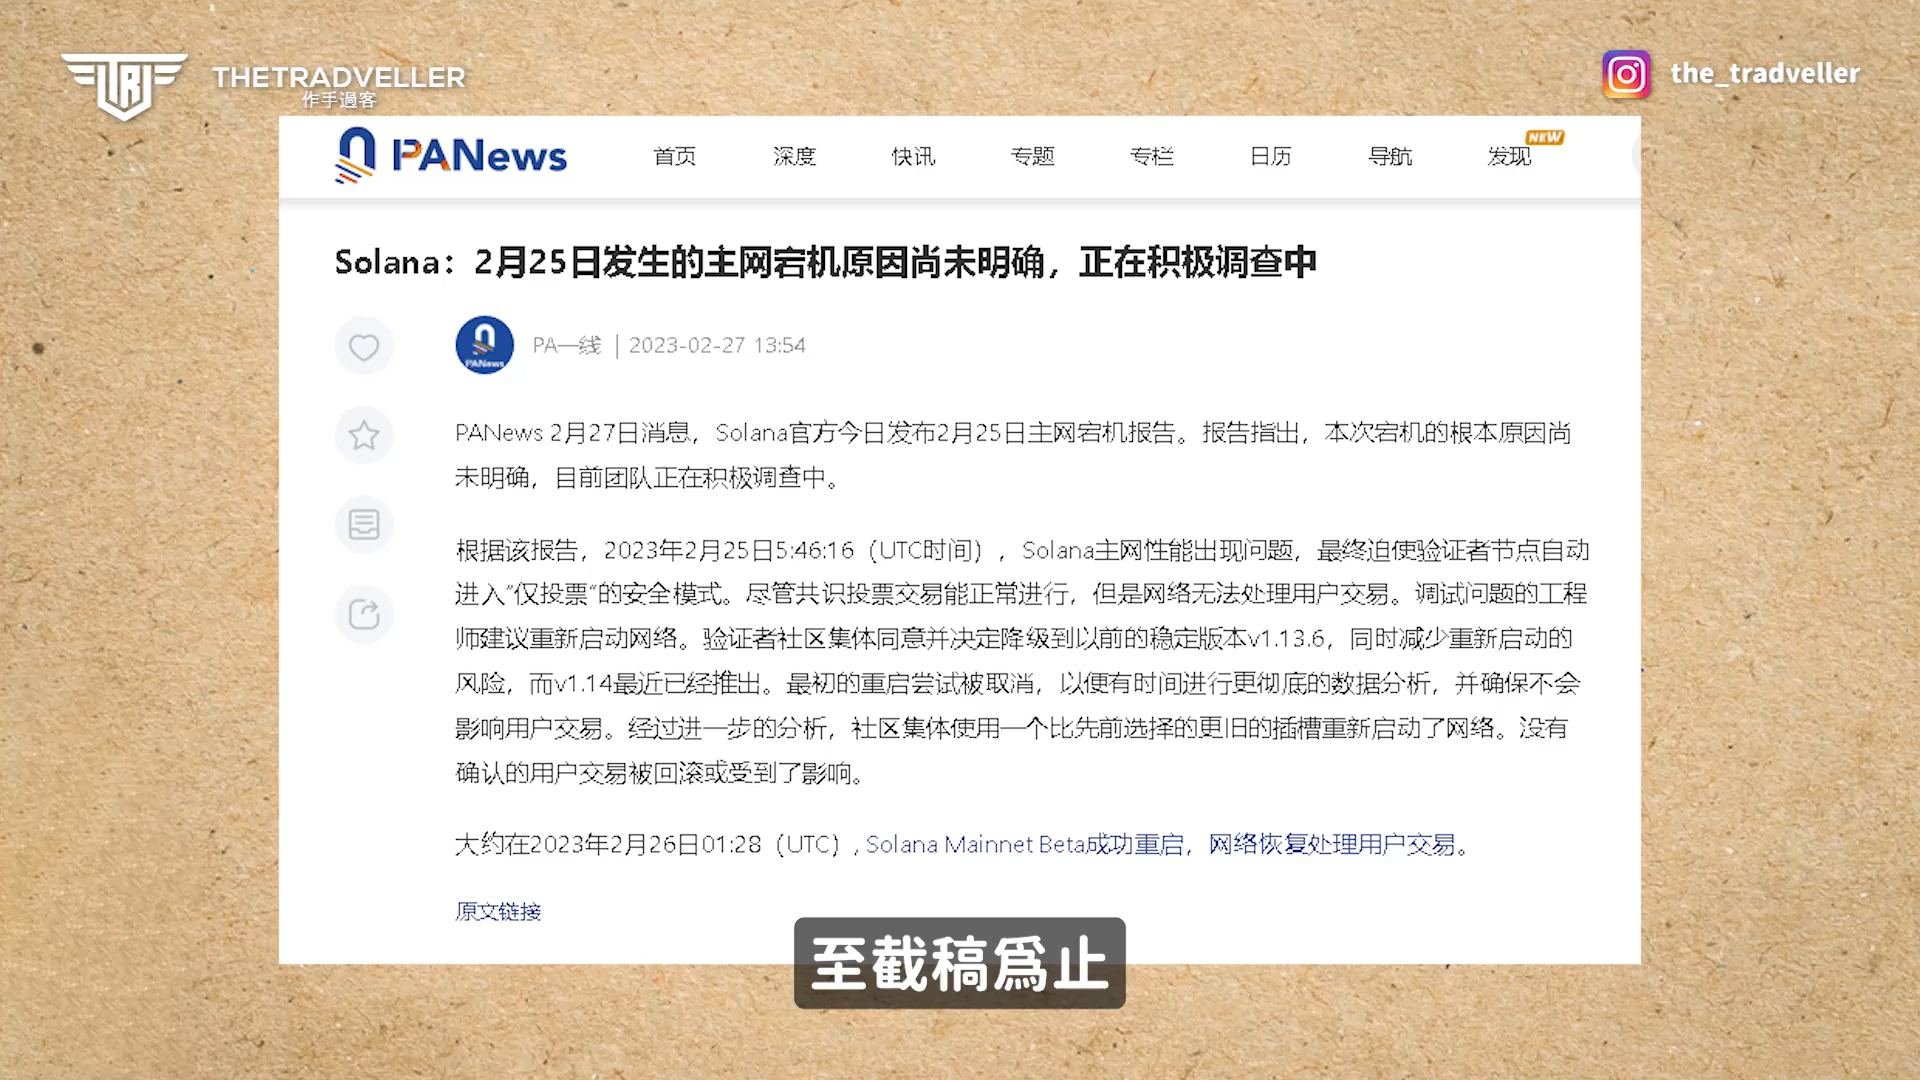 THETRADVELLER
作手過客
the_tradveller
PANews
首页 深度 快讯 专题 专栏 日历 导航 发现 NEW
Solana：2月25日发生的主网宕机原因尚未明确，正在积极调查中
PANews
PA一线 | 2023-02-27 13:54
PANews 2月27日消息，Solana官方今日发布2月25日主网宕机报告。报告指出，本次宕机的根本原因尚
未明确，目前团队正在积极调查中。
根据该报告，2023年2月25日5:46:16（UTC时间），Solana主网性能出现问题，最终迫使验证者节点自动
进入”仅投票“的安全模式。尽管共识投票交易能正常进行，但是网络无法处理用户交易。调试问题的工程
师建议重新启动网络。验证者社区集体同意并决定降级到以前的稳定版本v1.13.6，同时减少重新启动的
风险，而v1.14最近已经推出。最初的重启尝试被取消，以便有时间进行更彻底的数据分析，并确保不会
影响用户交易。经过进一步的分析，社区集体使用一个比先前选择的更旧的插槽重新启动了网络。没有
确认的用户交易被回滚或受到了影响。
大约在2023年2月26日01:28（UTC）, Solana Mainnet Beta成功重启，网络恢复处理用户交易。
原文链接
至截稿爲止